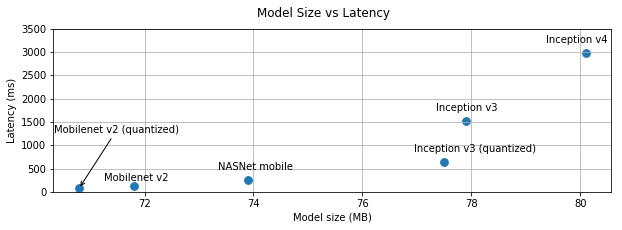 Model Size vs Latency
3500
3000
2500
2000
1500
1000
500
0
Latency (ms)
Inception v4
Inception v3
Mobilenet v2 (quantized)
Inception v3 (quantized)
NASNet mobile
Mobilenet v2
72
74
76
78
80
Model size (MB)